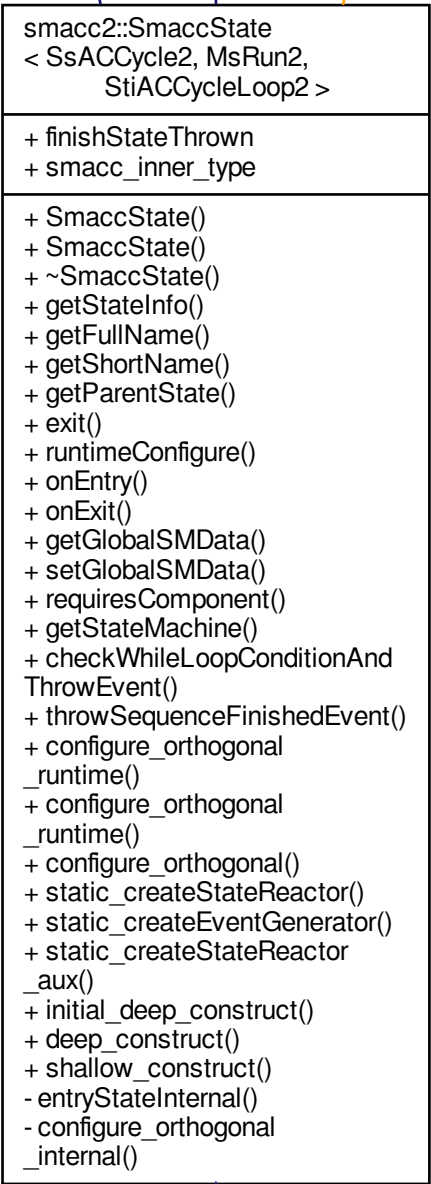 smacc2::SmaccState
< SsACCycle2, MsRun2,
StiACCycleLoop2 >
+ finishStateThrown
+ smacc_inner_type
+ SmaccState()
+ SmaccState()
+ ~SmaccState()
+ getStateInfo()
+ getFullName()
+ getShortName()
+ getParentState()
+ exit()
+ runtimeConfigure()
+ onEntry()
+ onExit()
+ getGlobalSMData()
+ setGlobalSMData()
+ requiresComponent()
+ getStateMachine()
+ checkWhileLoopConditionAnd
ThrowEvent()
+ throwSequenceFinishedEvent()
+ configure_orthogonal
_runtime()
+ configure_orthogonal
_runtime()
+ configure_orthogonal()
+ static_createStateReactor()
+ static_createEventGenerator()
+ static_createStateReactor
_aux()
+ initial_deep_construct()
+ deep_construct()
+ shallow_construct()
- entryStateInternal()
- configure_orthogonal
_internal()